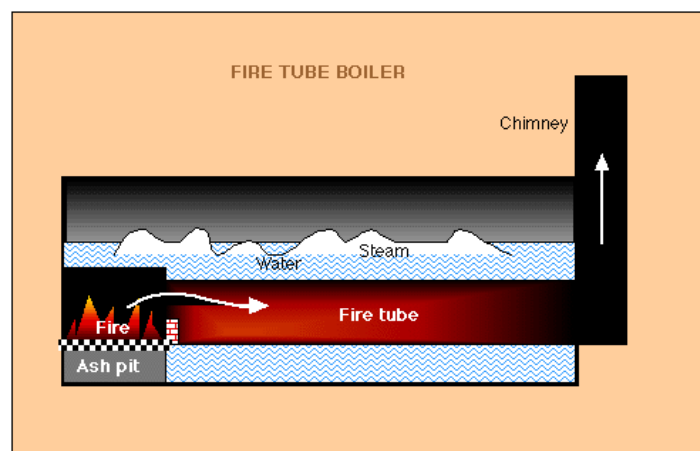 FIRE TUBE BOILER
Chimney
Steam
Water
Fire tube
Fire
Ash pit